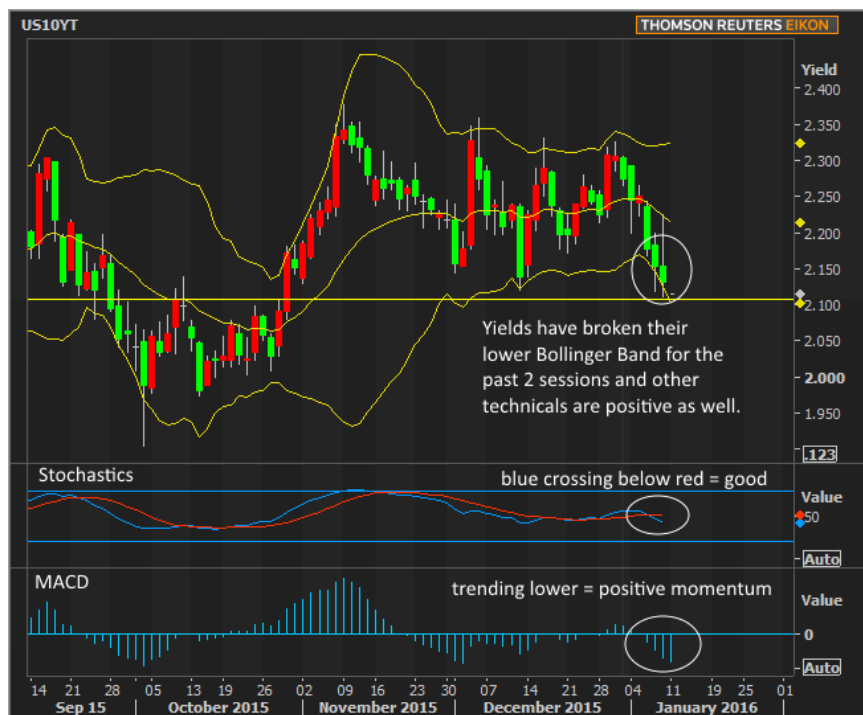 US10YT
THOMSON REUTERS EIKON
Yield
2.400
2.350
2.300
2.250
2.200
2.150
2.100
2.050
2.000
1.950
.123
Yields have broken their
lower Bollinger Band for the
past 2 sessions and other
technicals are positive as well.
Stochastics
blue crossing below red = good
Value
50
Auto
MACD
trending lower = positive momentum
Value
0
Auto
14 21 28 05 13 19 26 02 09 16 23 30 07 14 21 28 04 11 19 25 01
Sep 15 October 2015 November 2015 December 2015 January 2016